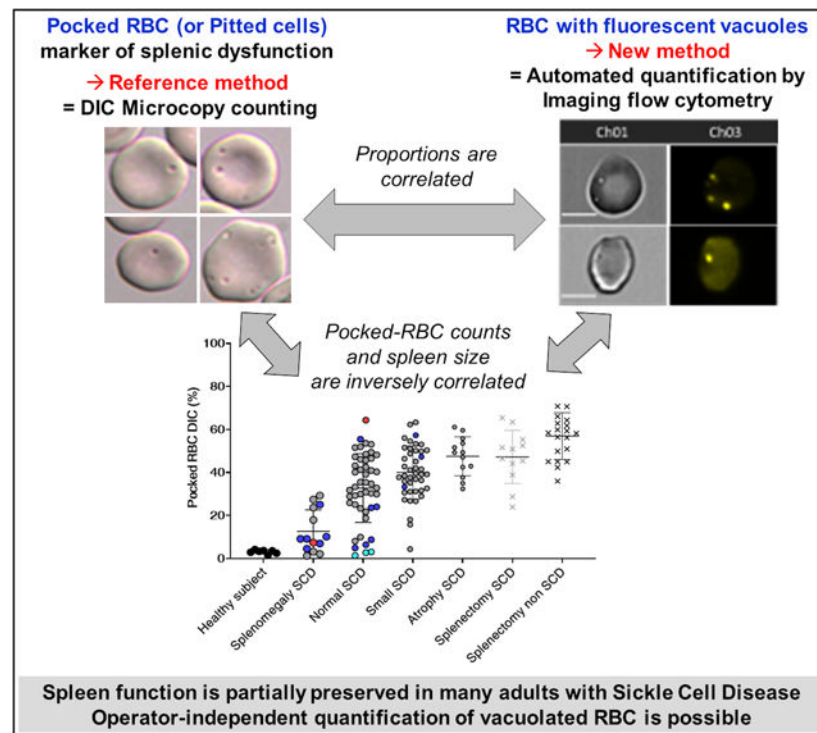 Pocked RBC (or Pitted cells)
marker of splenic dysfunction
→ Reference method
= DIC Microcopy counting
RBC with fluorescent vacuoles
→ New method
= Automated quantification by
Imaging flow cytometry
Ch01 Ch03
Proportions are
correlated
Pocked-RBC counts
and spleen size
are inversely correlated
Pocked RBC DIC (%)
100
80
60
40
20
0
Healthy subject
Splenomegaly SCD
Normal SCD
Small SCD
Atrophy SCD
Splenectomy SCD
Splenectomy non SCD
Spleen function is partially preserved in many adults with Sickle Cell Disease
Operator-independent quantification of vacuolated RBC is possible